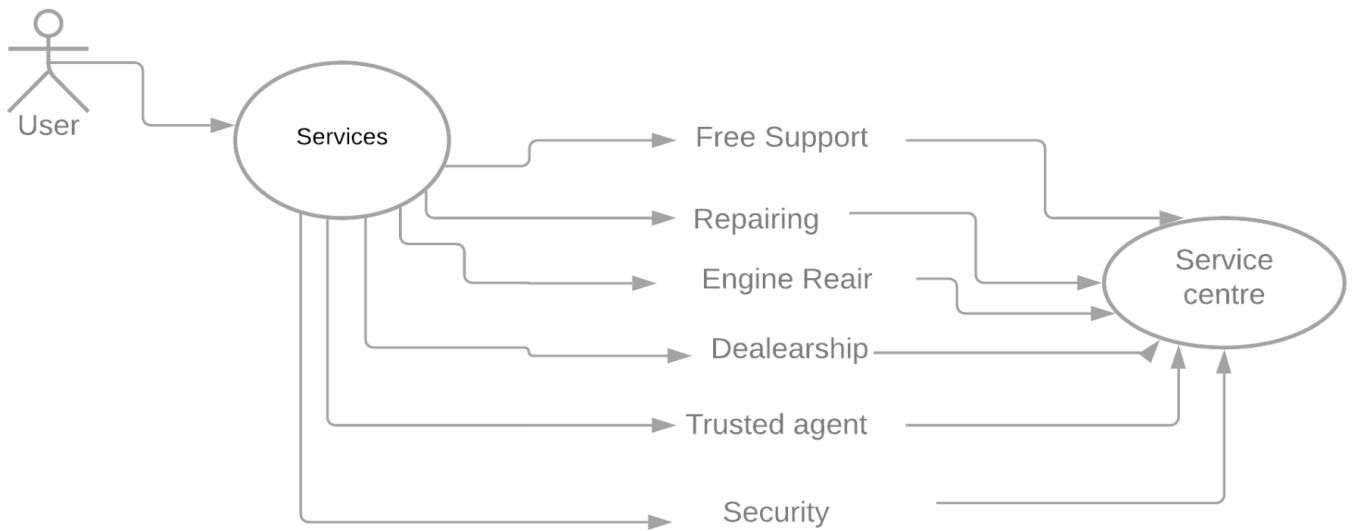 User
Services
Free Support
Repairing
Engine Reair
Dealearship
Trusted agent
Security
Service
centre